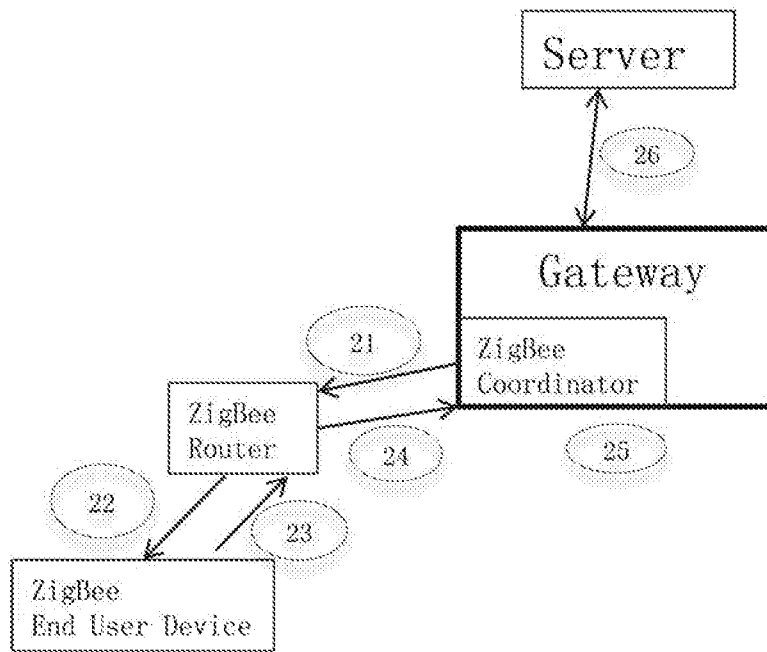 Server
26
Gateway
21
ZigBee
Coordinator
ZigBee
Router
24
25
22
23
ZigBee
End User Device